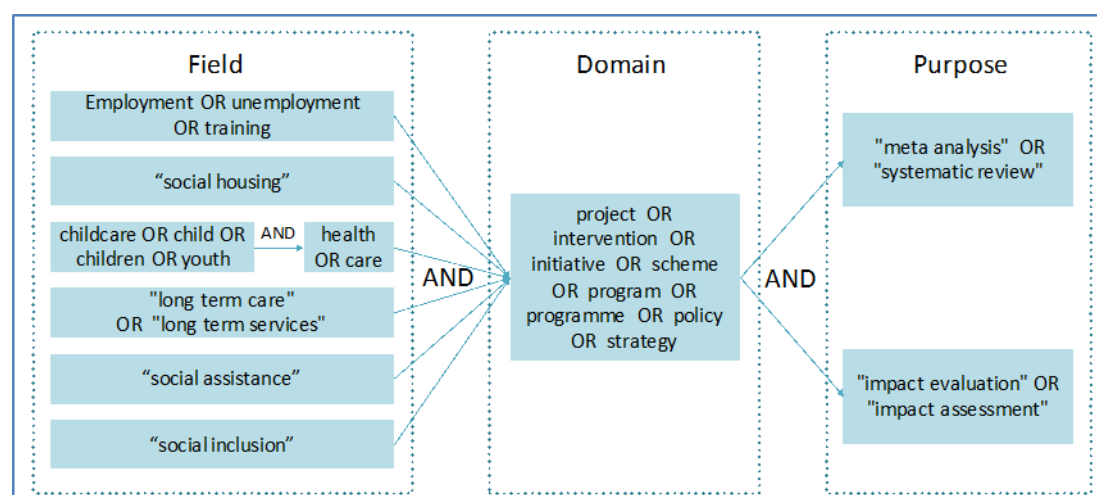 Field
Employment OR unemployment
OR training
“social housing”
childcare OR child OR
children OR youth
AND
health
OR care
"long term care"
OR "long term services"
“social assistance”
“social inclusion”
AND
Domain
project OR
intervention OR
initiative OR scheme
OR program OR
programme OR policy
OR strategy
AND
Purpose
"meta analysis" OR
"systematic review"
"impact evaluation" OR
"impact assessment"